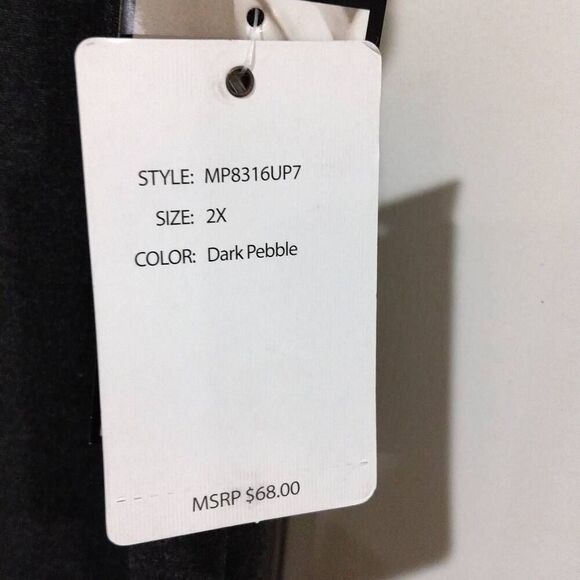 STYLE: MP8316UP7
SIZE: 2X
COLOR: Dark Pebble
MSRP $68.00